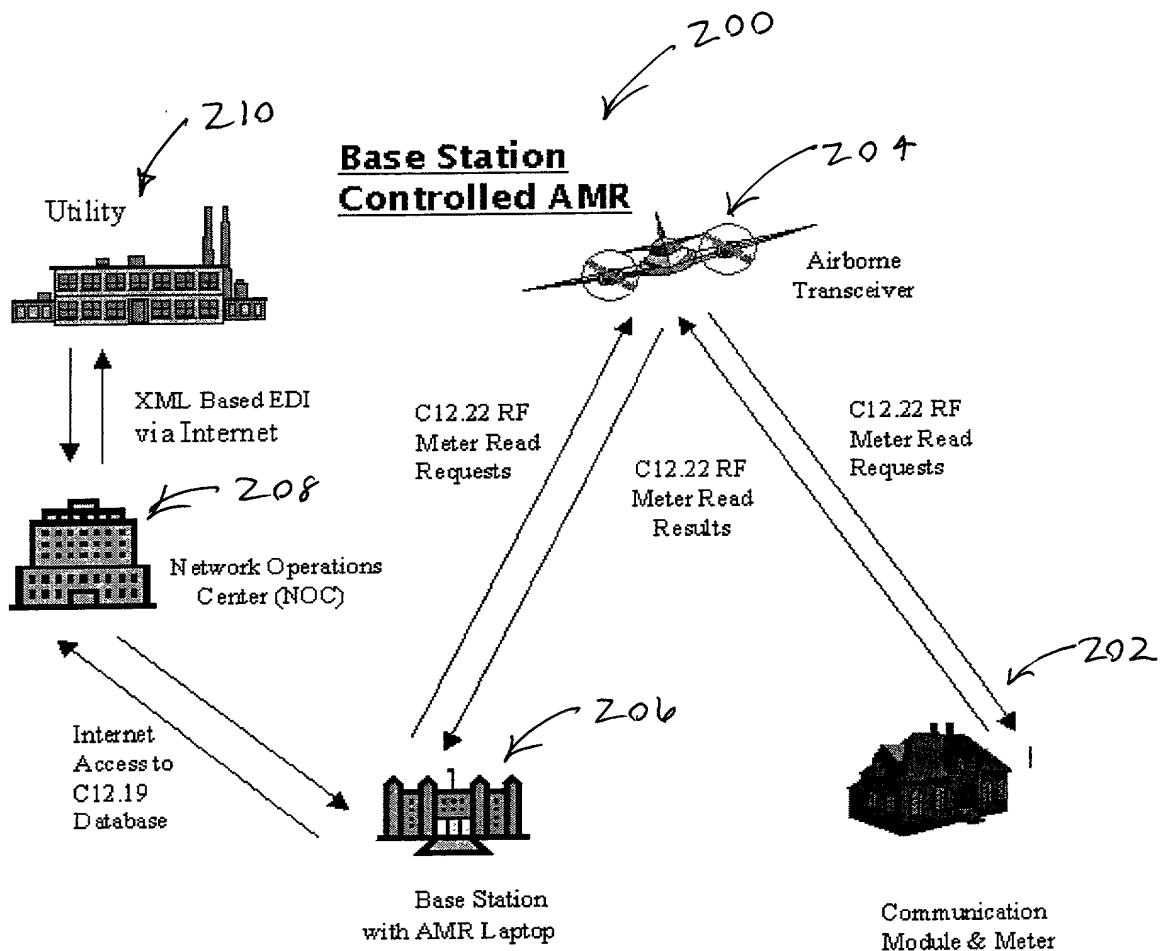 200
210
Base Station
Controlled AMR
204
Utility
Airborne
Transceiver
XML Based EDI
via Internet
C12.22 RF
Meter Read
Requests
C12.22 RF
Meter Read
Requests
C12.22 RF
Meter Read
Results
208
Network Operations
Center (NOC)
202
206
Internet
Access to
C12.19
Database
Base Station
with AMR Laptop
Communication
Module & Meter